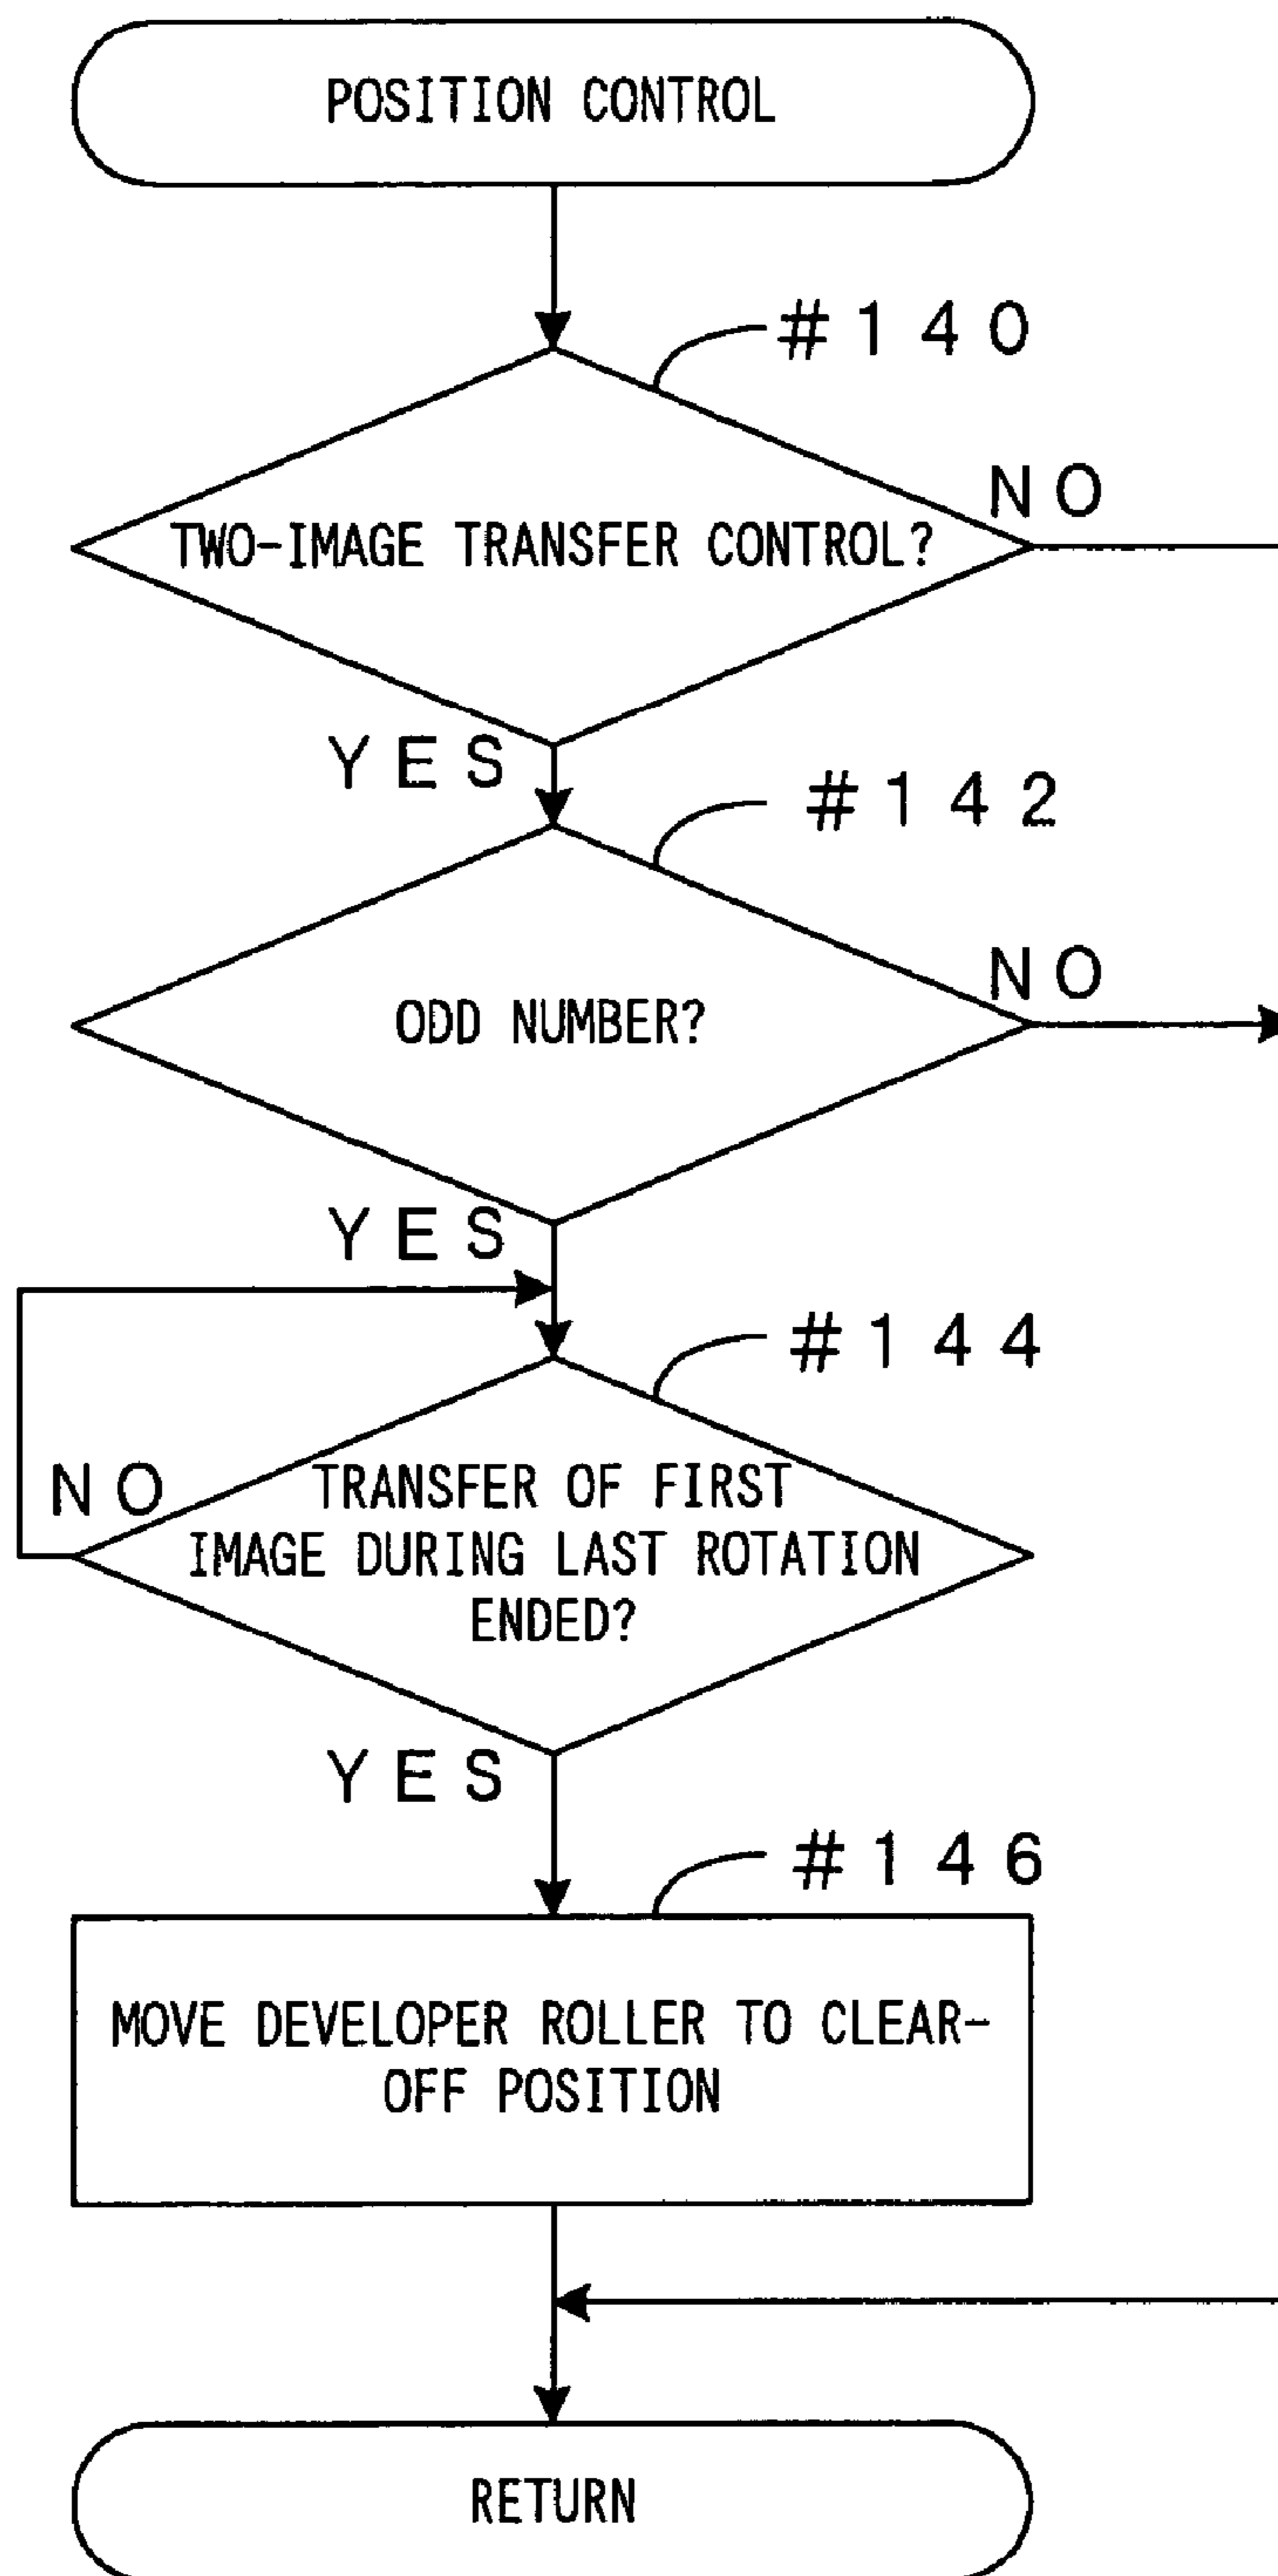 POSITION CONTROL
#140
NO
TWO-IMAGE TRANSFER CONTROL?
YES
#142
NO
ODD NUMBER?
YES
#144
NO
TRANSFER OF FIRST
IMAGE DURING LAST ROTATION
ENDED?
YES
#146
MOVE DEVELOPER ROLLER TO CLEAR-
OFF POSITION
RETURN